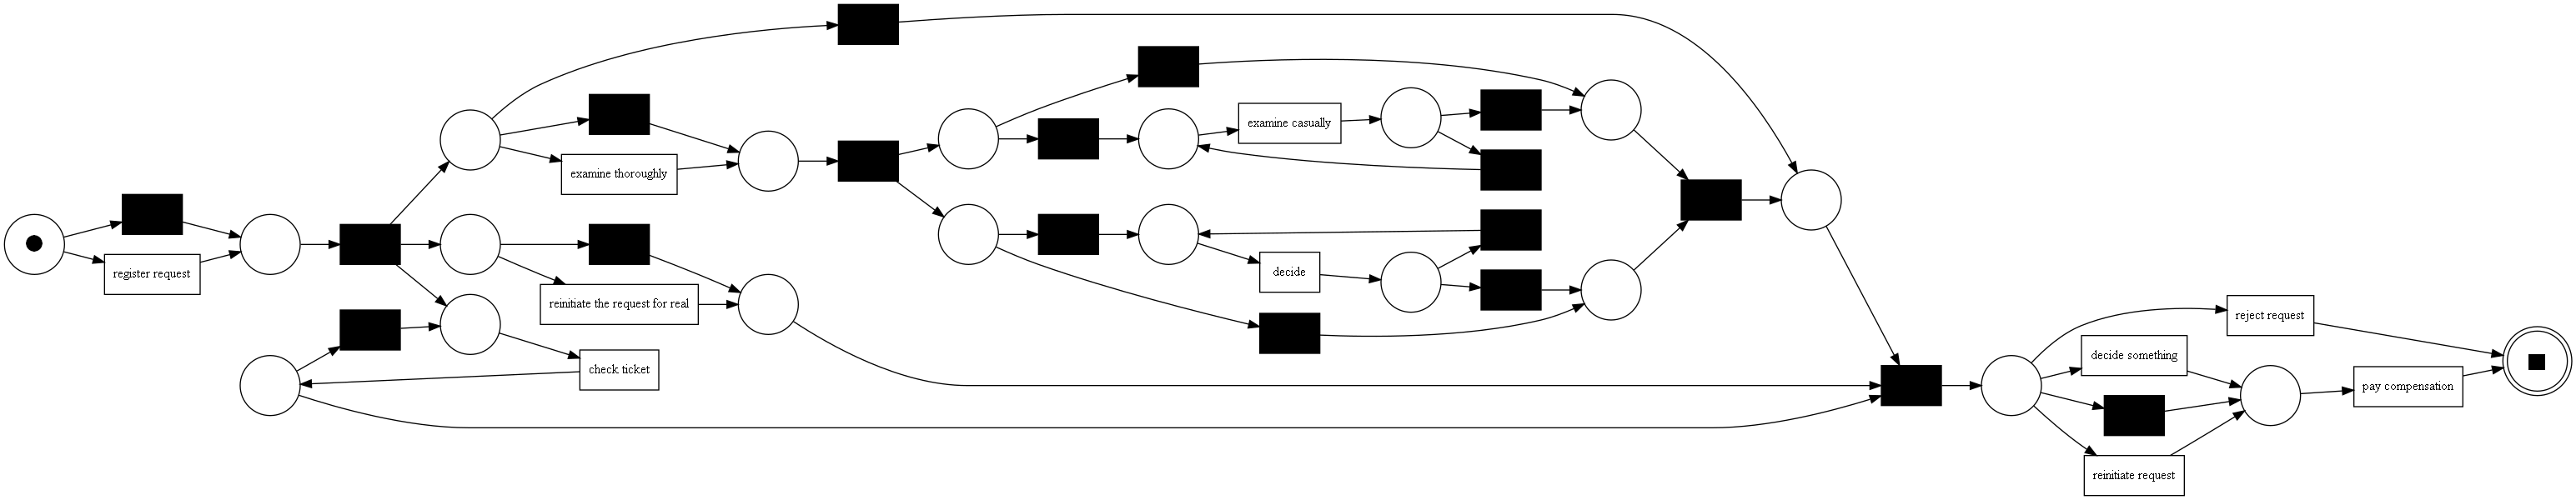 register request
examine thoroughly
reinitiate the request for real
check ticket
examine casually
decide
reject request
decide something
reinitiate request
pay compensation